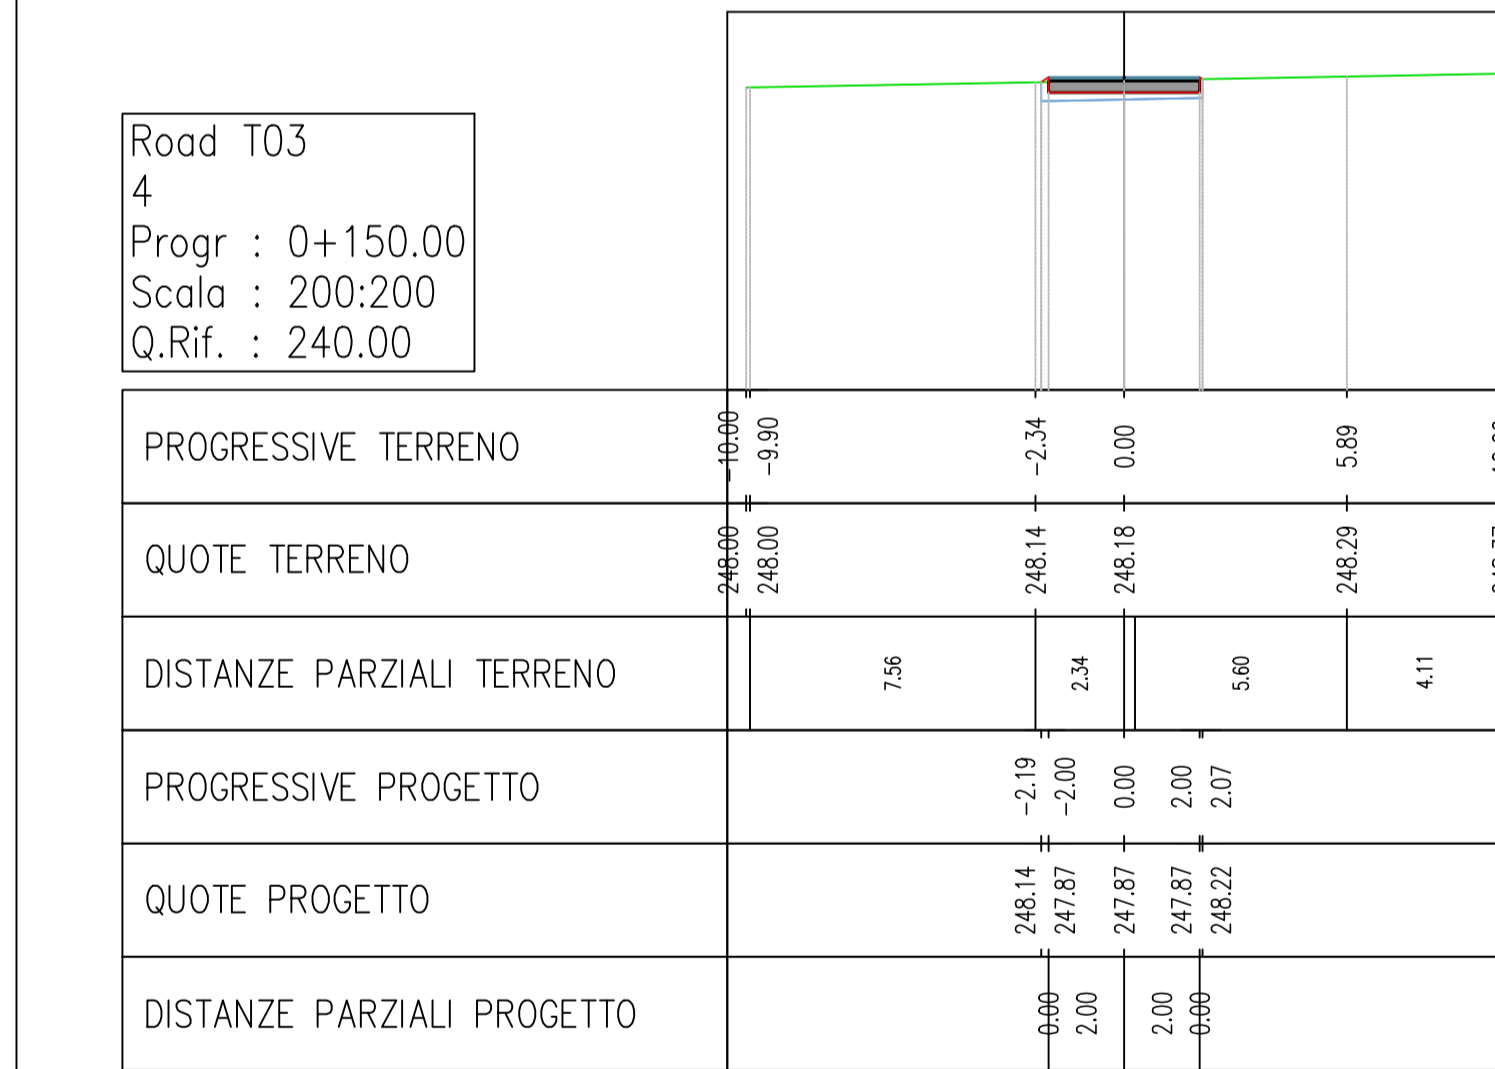 Road T03
4
Progr : 0+150.00
Scala : 200:200
Q.Rif. : 240.00
PROGRESSIVE TERRENO -10.00 -9.90 -2.34 0.00 5.89
QUOTE TERRENO 248.00 248.00 248.14 248.18 248.29
DISTANZE PARZIALI TERRENO 7.56 2.34 5.60 4.11
PROGRESSIVE PROGETTO -2.19 -2.00 0.00 2.00 2.07
QUOTE PROGETTO 248.14 247.87 247.87 247.87 248.22
DISTANZE PARZIALI PROGETTO 0.00 2.00 2.00 0.00